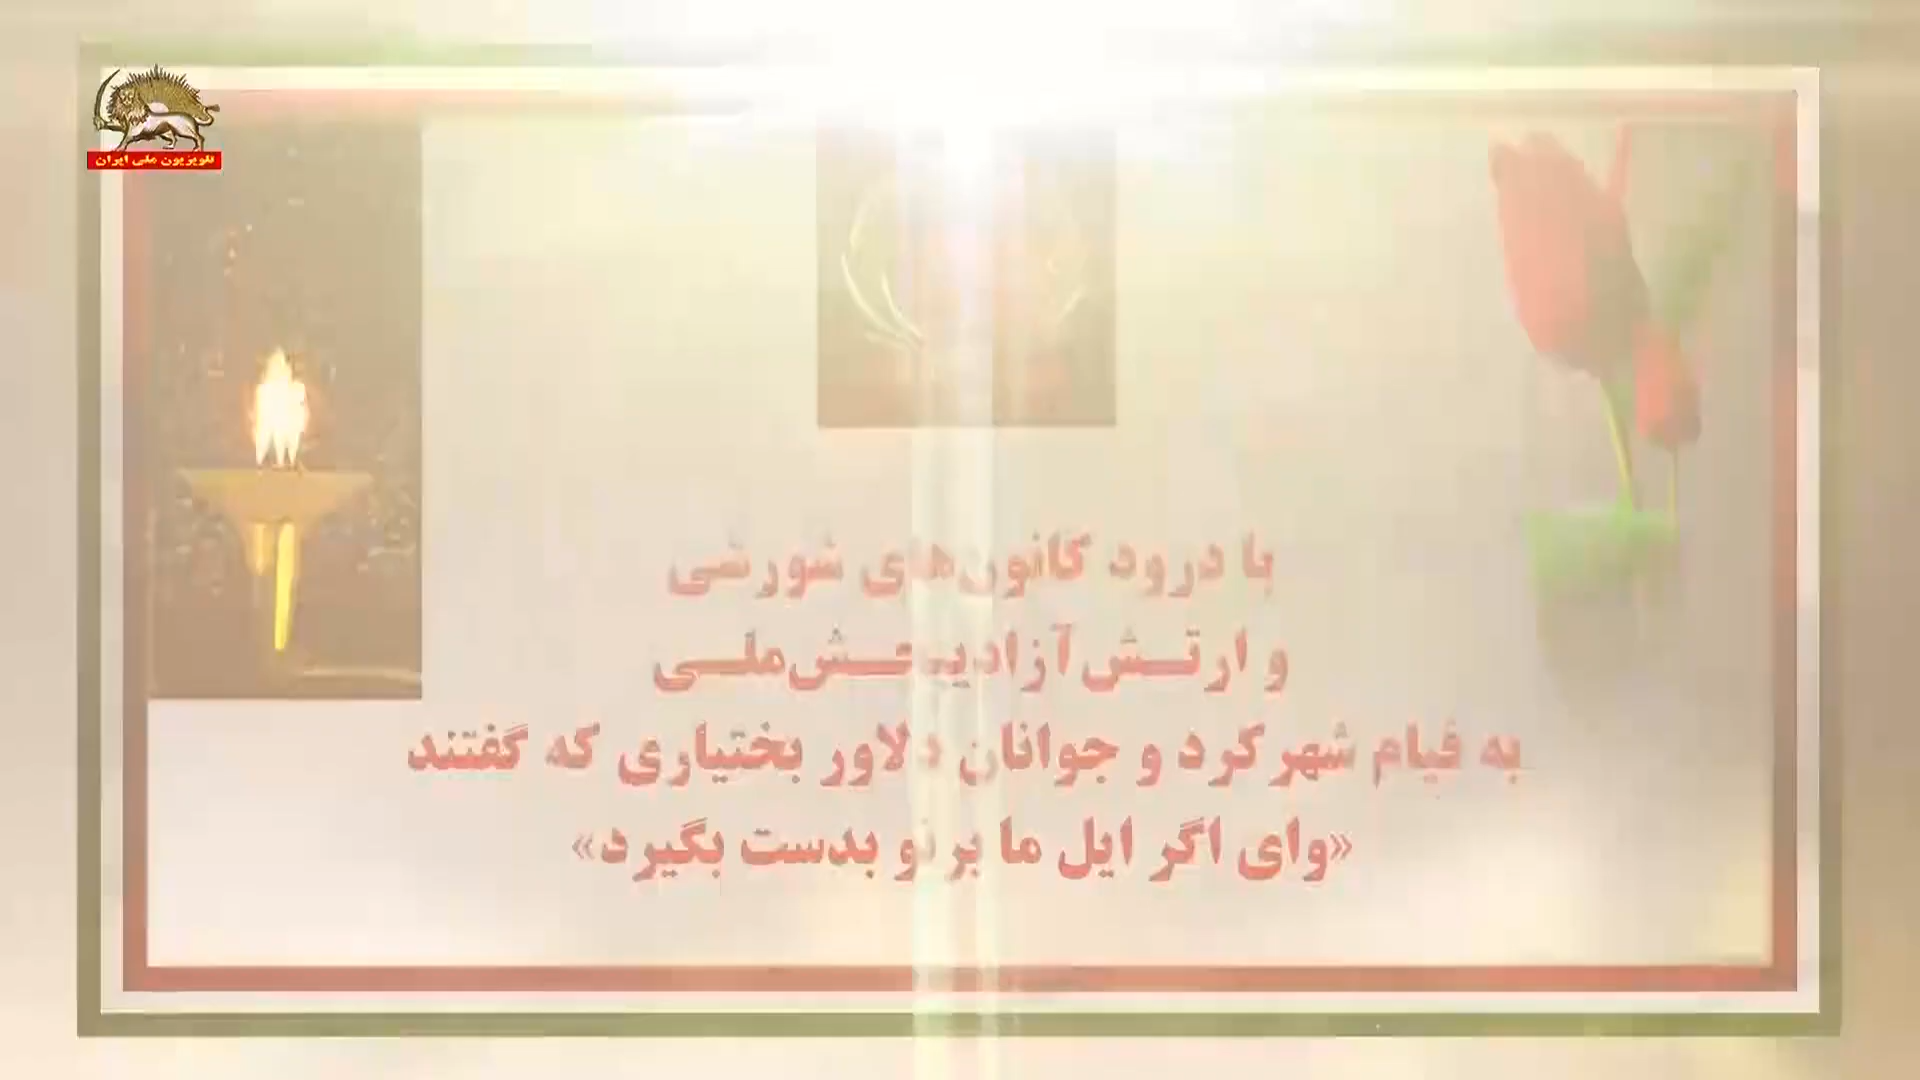 تلویزیون ملی ایران
با درود کانون‌های شورشی
و ارتش آزادیبخش‌ملی
به قیام شهرکرد و جوانان دلاور بختیاری که گفتند
«وای اگر ایل ما برنو بدست بگیرد»